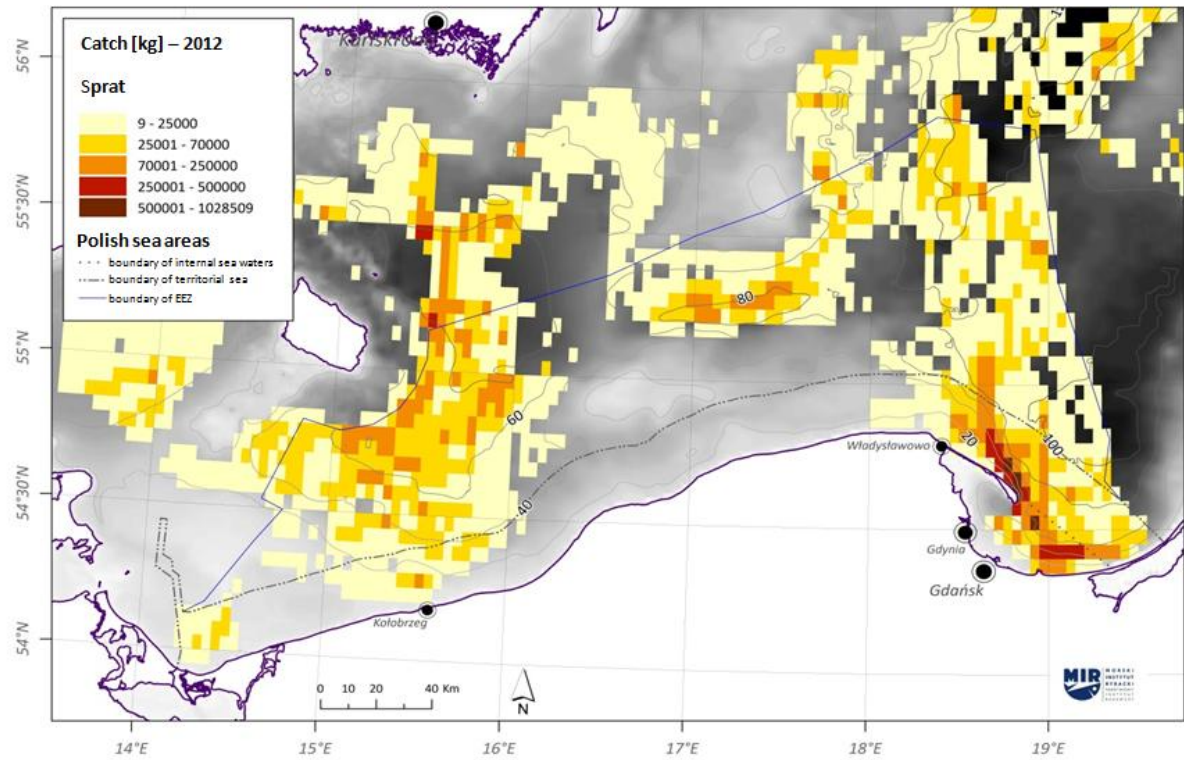 Catch [kg] – 2012
Sprat
9 - 25000
25001 - 70000
70001 - 250000
250001 - 500000
500001 - 1028509
Polish sea areas
boundary of internal sea waters
boundary of territorial sea
boundary of EEZ
56°N
55°30'N
55°N
54°30'N
54°N
80
60
40
20
100
Władysławowo
Gdynia
Gdańsk
Kołobrzeg
0 10 20 40 Km
N
MIR
MORSKI
INSTYTUT
RYBACKI
14°E 15°E 16°E 17°E 18°E 19°E